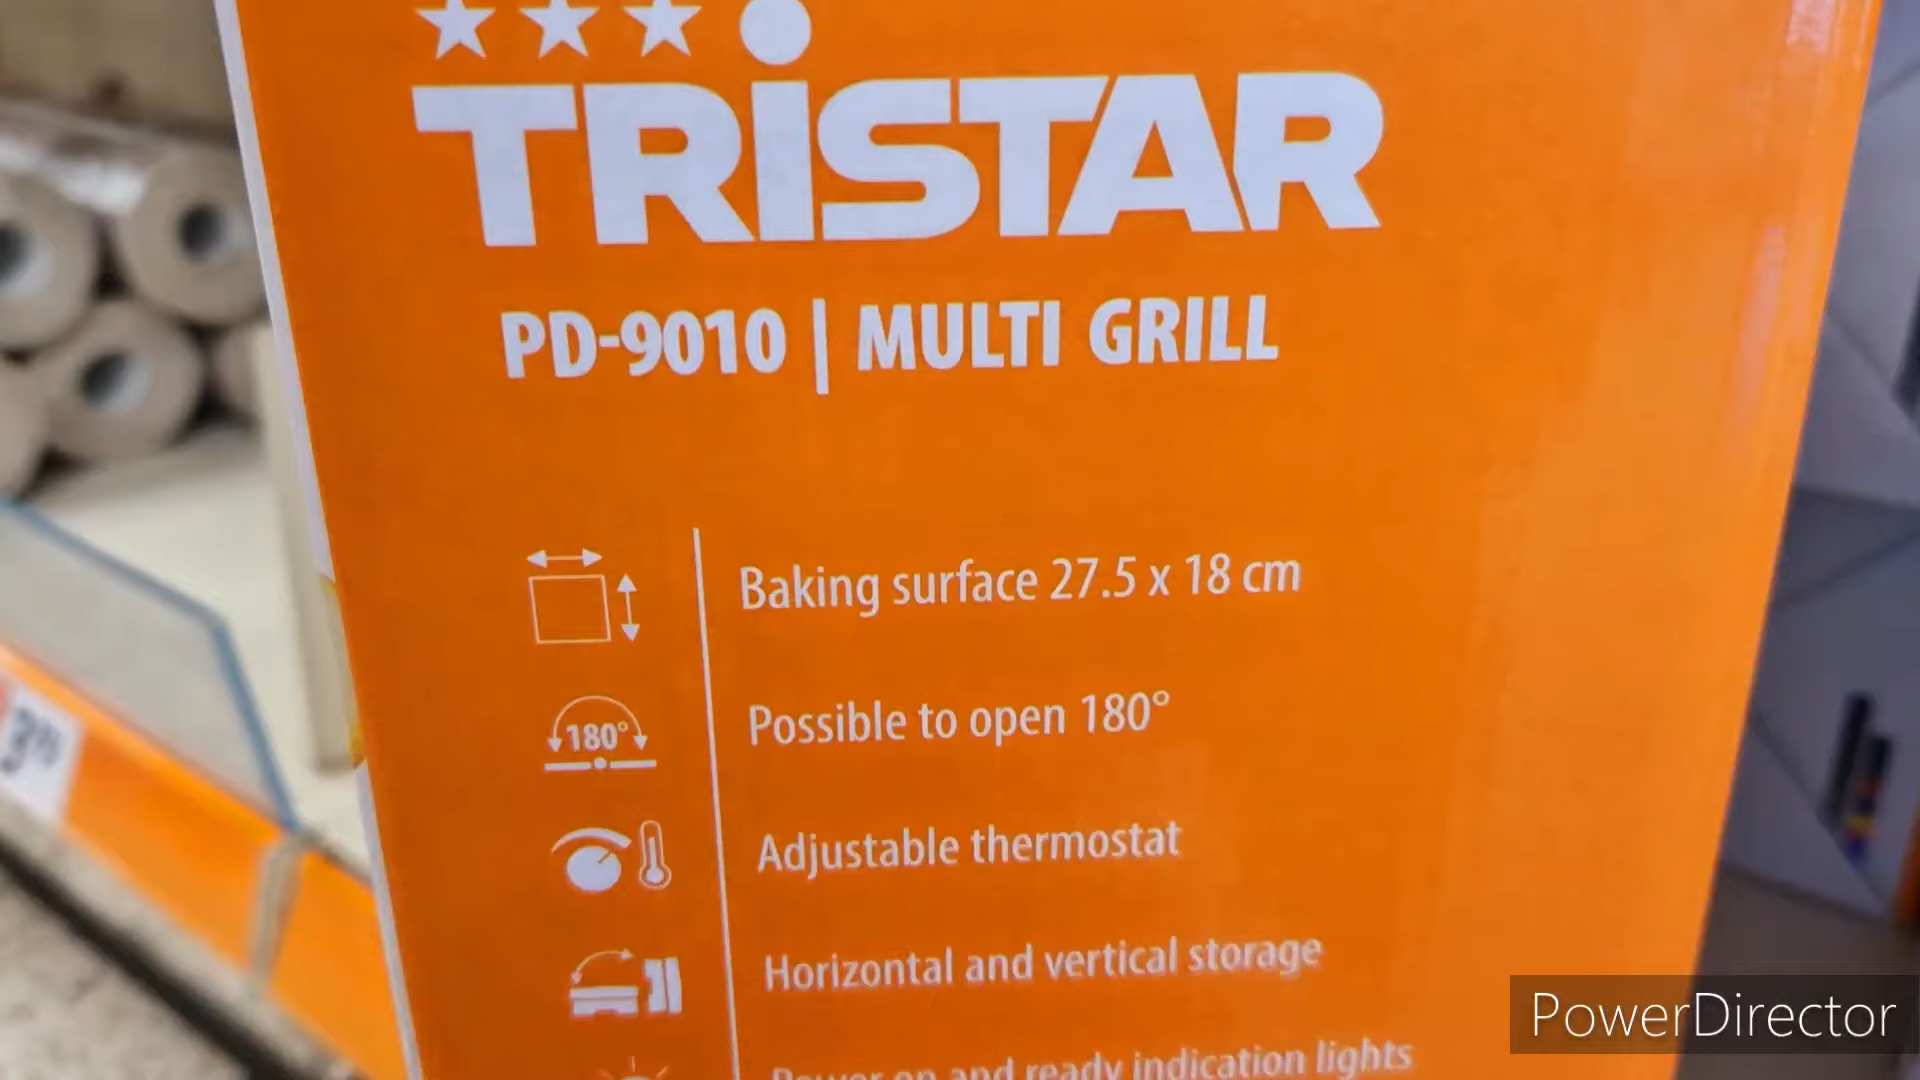 TRiSTAR
PD-9010 | MULTI GRILL
Baking surface 27.5 x 18 cm
180°
Possible to open 180°
Adjustable thermostat
Horizontal and vertical storage
Power on and ready indication lights
PowerDirector